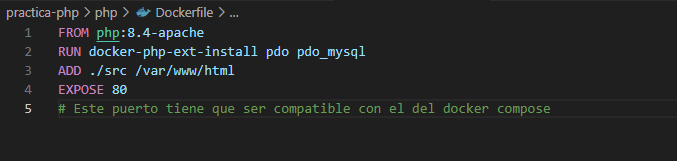 practica-php > php > Dockerfile > ...
1 FROM php:8.4-apache
2 RUN docker-php-ext-install pdo pdo_mysql
3 ADD ./src /var/www/html
4 EXPOSE 80
5 # Este puerto tiene que ser compatible con el del docker compose